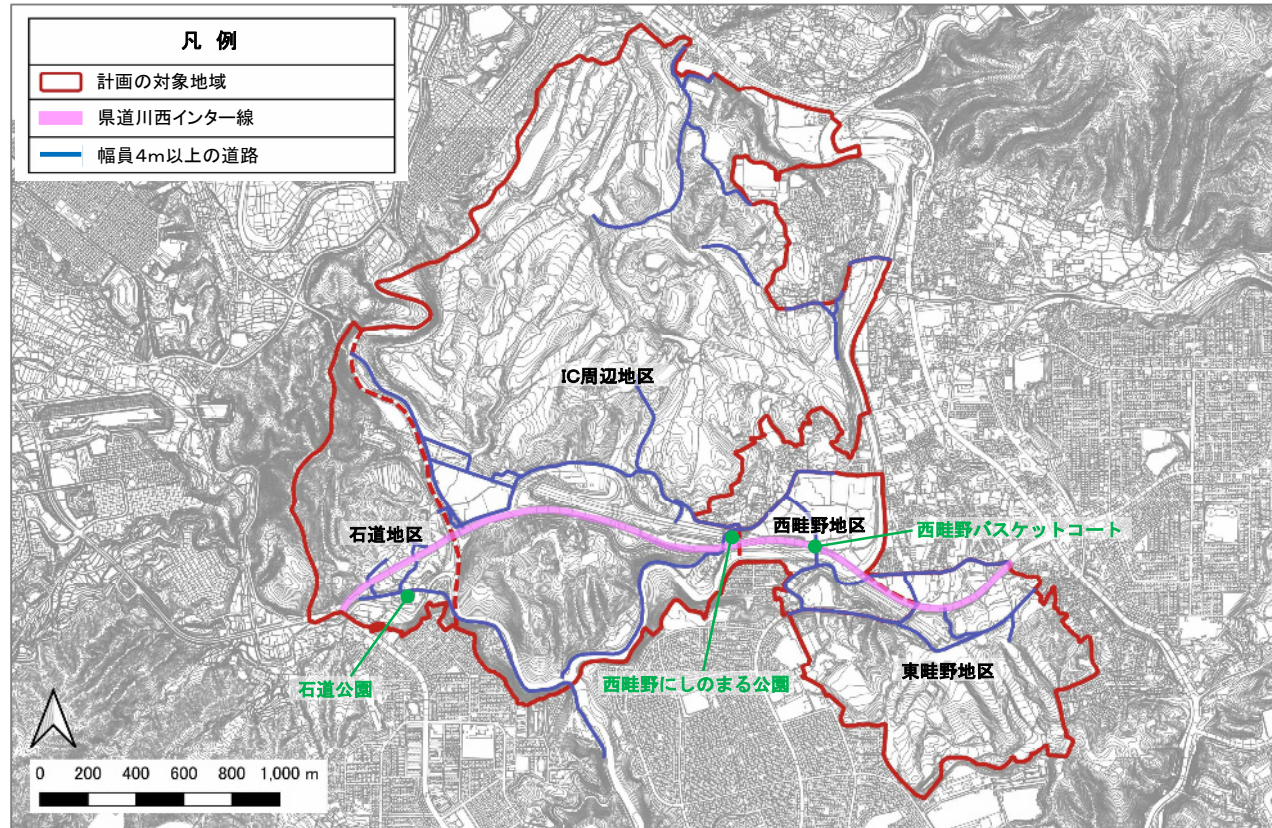 凡 例
計画の対象地域
県道川西インター線
幅員4m以上の道路
IC周辺地区
石道地区
西畦野地区
西畦野バスケットコート
東畦野地区
石道公園
西畦野にしのまる公園
0 200 400 600 800 1,000 m